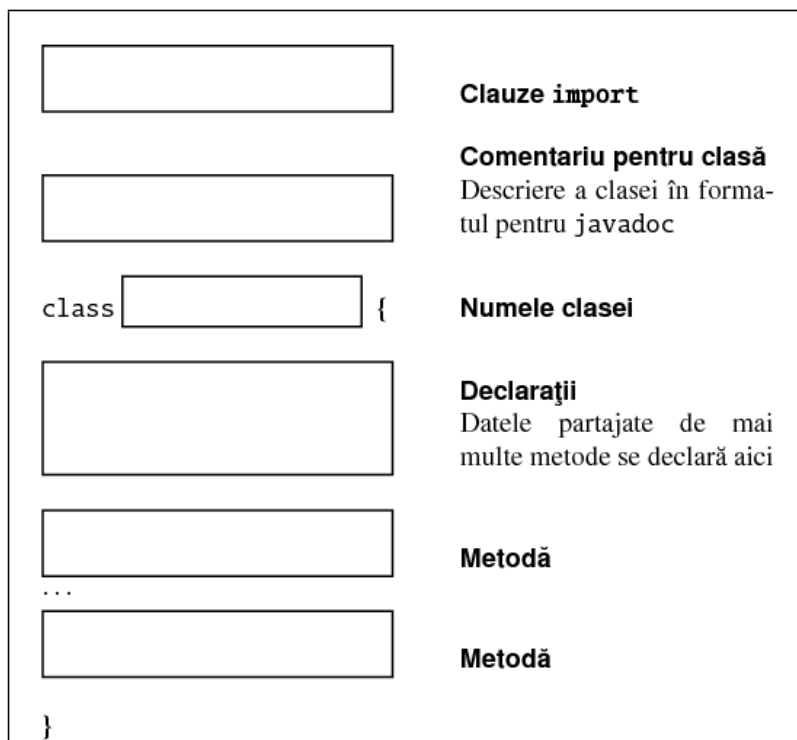 Clauze import
Comentariu pentru clasă
Descriere a clasei în forma-
tul pentru javadoc
class { Numele clasei
Declaraţii
Datele partajate de mai
multe metode se declară aici
Metodă
...
Metodă
}